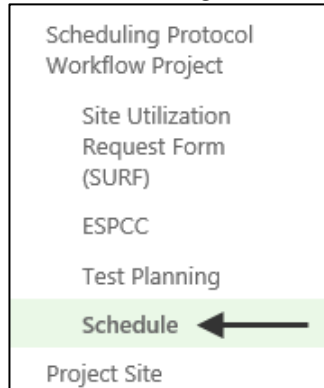 Scheduling Protocol
Workflow Project
Site Utilization
Request Form
(SURF)
ESPCC
Test Planning
Schedule
Project Site